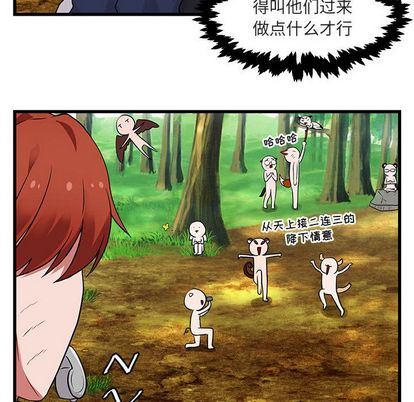 得叫他们过来
做点什么才行
哈哈哈
从天上接二连三的
降下情意